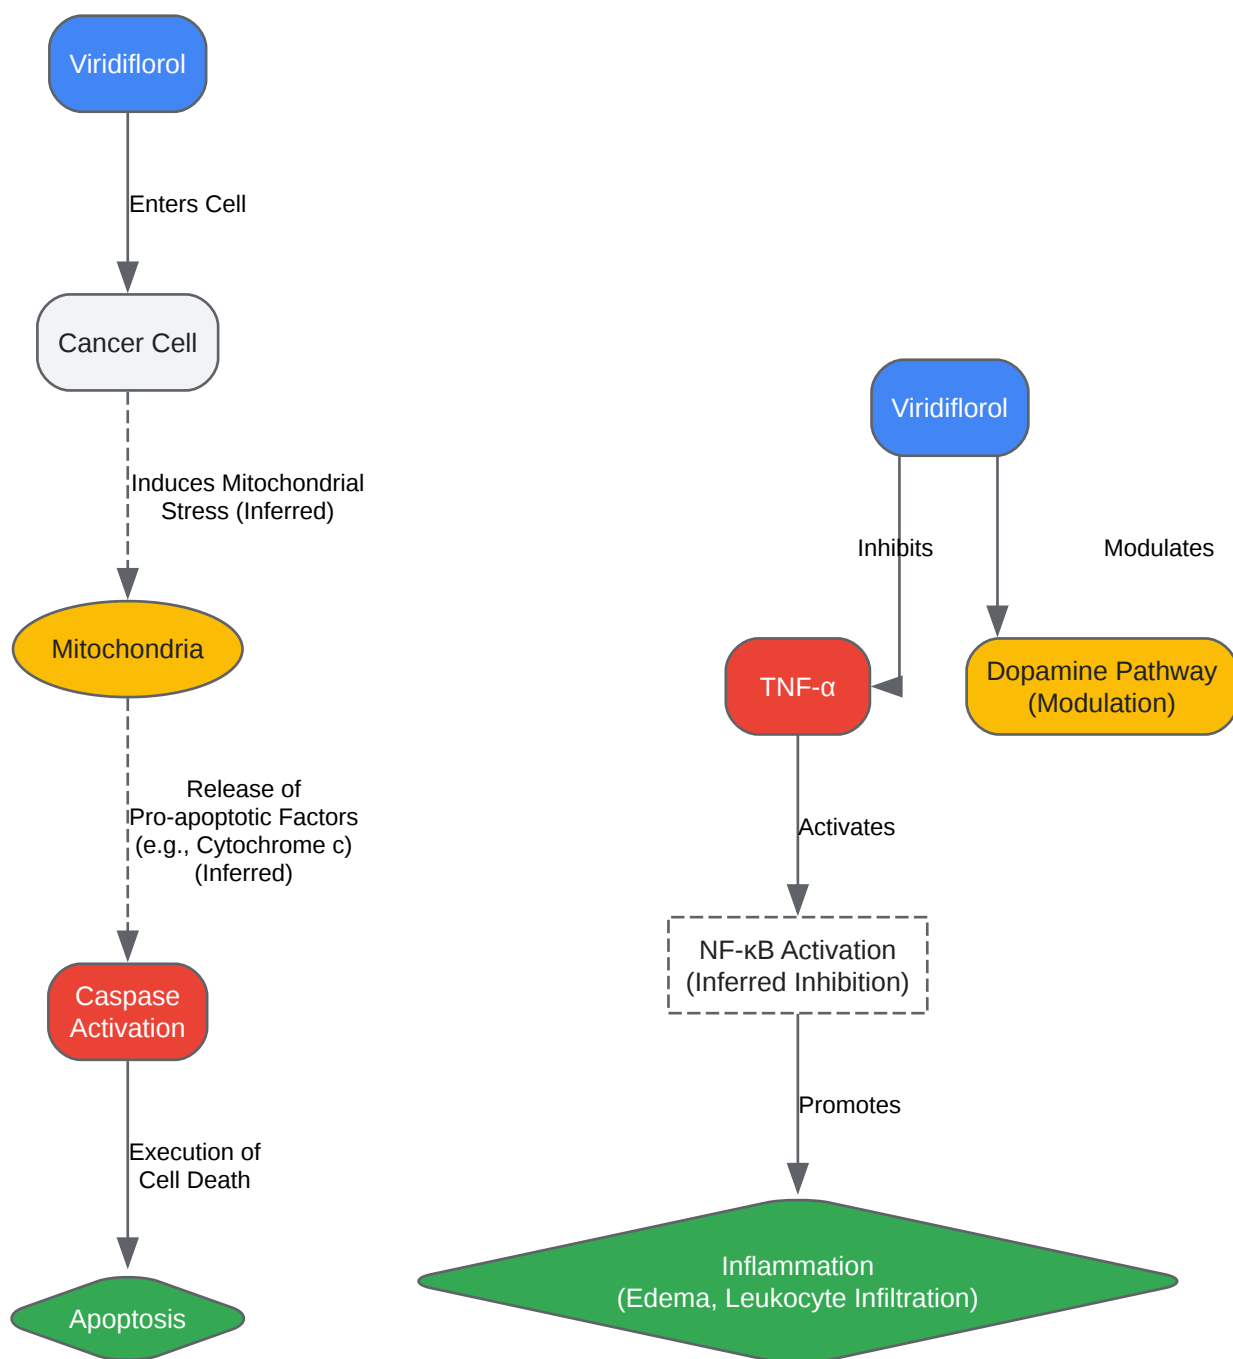 Viridiflorol
Enters Cell
Cancer Cell
Induces Mitochondrial
Stress (Inferred)
Mitochondria
Release of
Pro-apoptotic Factors
(e.g., Cytochrome c)
(Inferred)
Caspase
Activation
Execution of
Cell Death
Apoptosis
Viridiflorol
Inhibits
Modulates
TNF-α
Dopamine Pathway
(Modulation)
Activates
NF-κB Activation
(Inferred Inhibition)
Promotes
Inflammation
(Edema, Leukocyte Infiltration)